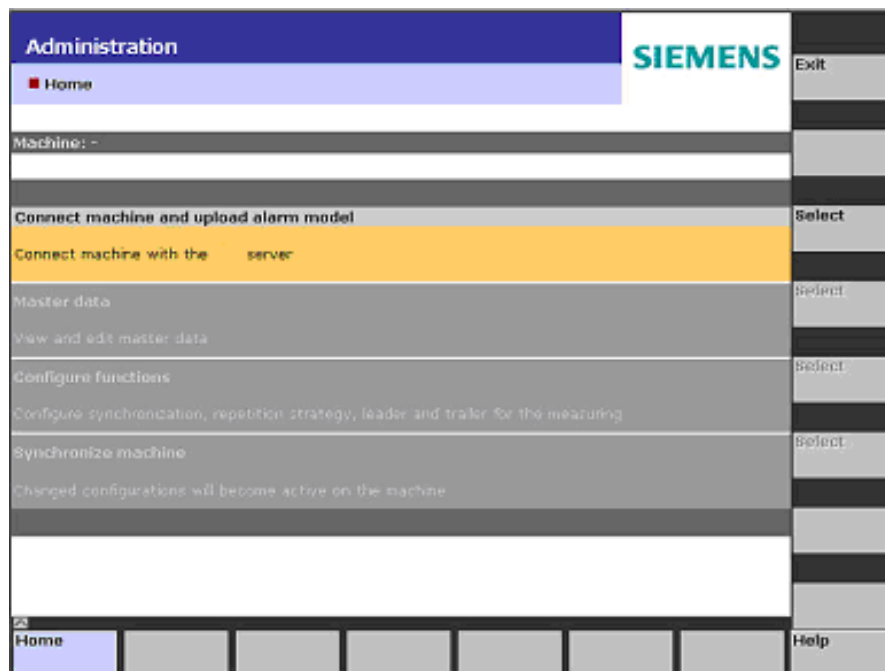 Administration
SIEMENS
Home
Exit
Machine: -
Connect machine and upload alarm model
Select
Connect machine with the server
Master data
Select
View and edit master data
Configure functions
Select
Configure synchronization, repetition strategy, leader and trailer for the measuring
Synchronize machine
Select
Changed configurations will become active on the machine
Home
Help